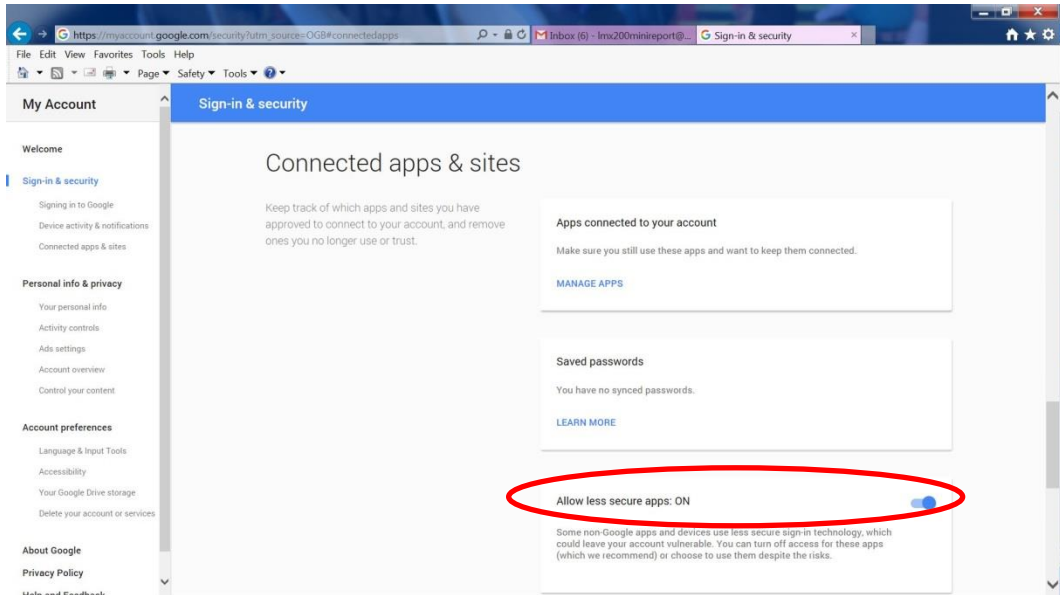 https://myaccount.google.com/security?utm_source=OGB#connectedapps
Inbox (6) - lmx200minireport@...
Sign-in & security
File Edit View Favorites Tools Help
Page Safety Tools
My Account
Sign-in & security
Welcome
Sign-in & security
Signing in to Google
Device activity & notifications
Connected apps & sites
Personal info & privacy
Your personal info
Activity controls
Ads settings
Account overview
Control your content
Account preferences
Language & Input Tools
Accessibility
Your Google Drive storage
Delete your account or services
About Google
Privacy Policy
Help and Feedback
Connected apps & sites
Keep track of which apps and sites you have
approved to connect to your account, and remove
ones you no longer use or trust.
Apps connected to your account
Make sure you still use these apps and want to keep them connected.
MANAGE APPS
Saved passwords
You have no synced passwords.
LEARN MORE
Allow less secure apps: ON
Some non-Google apps and devices use less secure sign-in technology, which
could leave your account vulnerable. You can turn off access for these apps
(which we recommend) or choose to use them despite the risks.